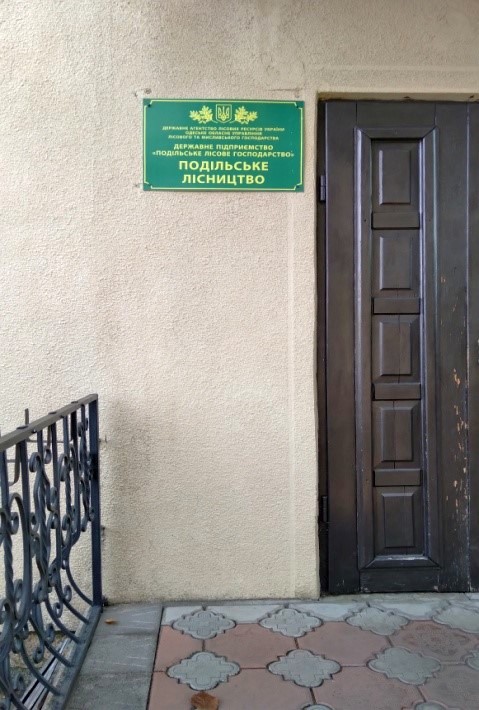 ДЕРЖАВНЕ АГЕНТСТВО ЛІСОВИХ РЕСУРСІВ УКРАЇНИ
ОДЕСЬКЕ ОБЛАСНЕ УПРАВЛІННЯ
ЛІСОВОГО ТА МИСЛИВСЬКОГО ГОСПОДАРСТВА
ДЕРЖАВНЕ ПІДПРИЄМСТВО
«ПОДІЛЬСЬКЕ ЛІСОВЕ ГОСПОДАРСТВО»
ПОДІЛЬСЬКЕ
ЛІСНИЦТВО